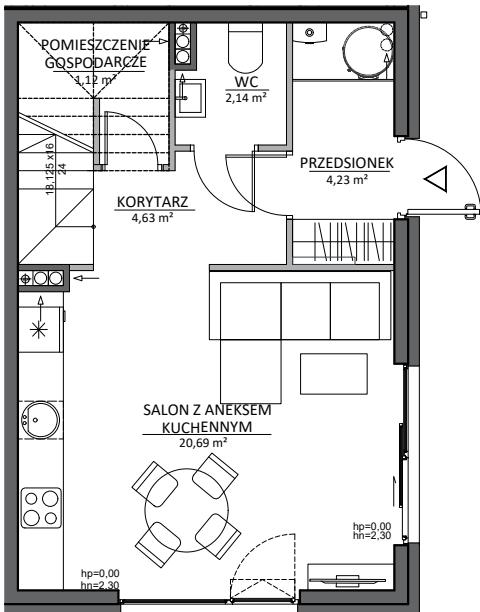 POMIESZCZENIE
GOSPODARCZE
1,12 m²
WC
2,14 m²
PRZEDSIONEK
4,23 m²
18,125 x16
24
KORYTARZ
4,63 m²
SALON Z ANEKSEM
KUCHENNYM
20,69 m²
hp=0,00
hn=2,30
hp=0,00
hn=2,30